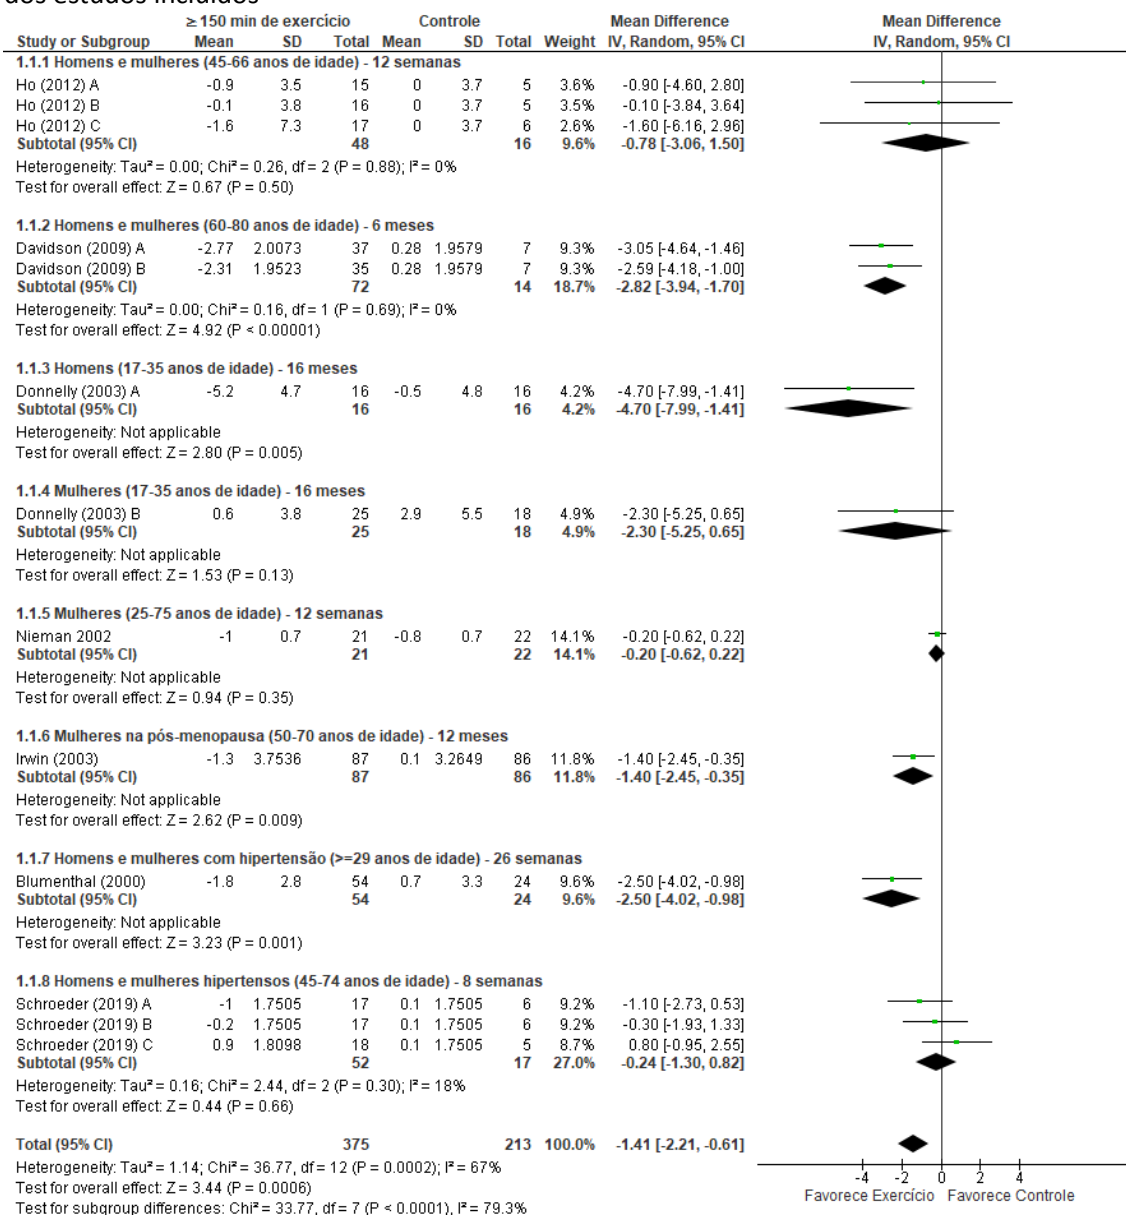 dos estudos incluídos
≥ 150 min de exercício Controle Mean Difference Mean Difference
Study or Subgroup Mean SD Total Mean SD Total Weight IV, Random, 95% CI IV, Random, 95% CI
1.1.1 Homens e mulheres (45-66 anos de idade) - 12 semanas
Ho (2012) A -0.9 3.5 15 0 3.7 5 3.6% -0.90 [-4.60, 2.80]
Ho (2012) B -0.1 3.8 16 0 3.7 5 3.5% -0.10 [-3.84, 3.64]
Ho (2012) C -1.6 7.3 17 0 3.7 6 2.6% -1.60 [-6.16, 2.96]
Subtotal (95% CI) 48 16 9.6% -0.78 [-3.06, 1.50]
Heterogeneity: Tau² = 0.00; Chi² = 0.26, df = 2 (P = 0.88); I² = 0%
Test for overall effect: Z = 0.67 (P = 0.50)
1.1.2 Homens e mulheres (60-80 anos de idade) - 6 meses
Davidson (2009) A -2.77 2.0073 37 0.28 1.9579 7 9.3% -3.05 [-4.64, -1.46]
Davidson (2009) B -2.31 1.9523 35 0.28 1.9579 7 9.3% -2.59 [-4.18, -1.00]
Subtotal (95% CI) 72 14 18.7% -2.82 [-3.94, -1.70]
Heterogeneity: Tau² = 0.00; Chi² = 0.16, df = 1 (P = 0.69); I² = 0%
Test for overall effect: Z = 4.92 (P < 0.00001)
1.1.3 Homens (17-35 anos de idade) - 16 meses
Donnelly (2003) A -5.2 4.7 16 -0.5 4.8 16 4.2% -4.70 [-7.99, -1.41]
Subtotal (95% CI) 16 16 4.2% -4.70 [-7.99, -1.41]
Heterogeneity: Not applicable
Test for overall effect: Z = 2.80 (P = 0.005)
1.1.4 Mulheres (17-35 anos de idade) - 16 meses
Donnelly (2003) B 0.6 3.8 25 2.9 5.5 18 4.9% -2.30 [-5.25, 0.65]
Subtotal (95% CI) 25 18 4.9% -2.30 [-5.25, 0.65]
Heterogeneity: Not applicable
Test for overall effect: Z = 1.53 (P = 0.13)
1.1.5 Mulheres (25-75 anos de idade) - 12 semanas
Nieman 2002 -1 0.7 21 -0.8 0.7 22 14.1% -0.20 [-0.62, 0.22]
Subtotal (95% CI) 21 22 14.1% -0.20 [-0.62, 0.22]
Heterogeneity: Not applicable
Test for overall effect: Z = 0.94 (P = 0.35)
1.1.6 Mulheres na pós-menopausa (50-70 anos de idade) - 12 meses
Irwin (2003) -1.3 3.7536 87 0.1 3.2649 86 11.8% -1.40 [-2.45, -0.35]
Subtotal (95% CI) 87 86 11.8% -1.40 [-2.45, -0.35]
Heterogeneity: Not applicable
Test for overall effect: Z = 2.62 (P = 0.009)
1.1.7 Homens e mulheres com hipertensão (>=29 anos de idade) - 26 semanas
Blumenthal (2000) -1.8 2.8 54 0.7 3.3 24 9.6% -2.50 [-4.02, -0.98]
Subtotal (95% CI) 54 24 9.6% -2.50 [-4.02, -0.98]
Heterogeneity: Not applicable
Test for overall effect: Z = 3.23 (P = 0.001)
1.1.8 Homens e mulheres hipertensos (45-74 anos de idade) - 8 semanas
Schroeder (2019) A -1 1.7505 17 0.1 1.7505 6 9.2% -1.10 [-2.73, 0.53]
Schroeder (2019) B -0.2 1.7505 17 0.1 1.7505 6 9.2% -0.30 [-1.93, 1.33]
Schroeder (2019) C 0.9 1.8098 18 0.1 1.7505 5 8.7% 0.80 [-0.95, 2.55]
Subtotal (95% CI) 52 17 27.0% -0.24 [-1.30, 0.82]
Heterogeneity: Tau² = 0.16; Chi² = 2.44, df = 2 (P = 0.30); I² = 18%
Test for overall effect: Z = 0.44 (P = 0.66)
Total (95% CI) 375 213 100.0% -1.41 [-2.21, -0.61]
Heterogeneity: Tau² = 1.14; Chi² = 36.77, df = 12 (P = 0.0002); I² = 67%
Test for overall effect: Z = 3.44 (P = 0.0006)
Test for subgroup differences: Chi² = 33.77, df = 7 (P < 0.0001), I² = 79.3%
-4 -2 0 2 4
Favorece Exercício Favorece Controle